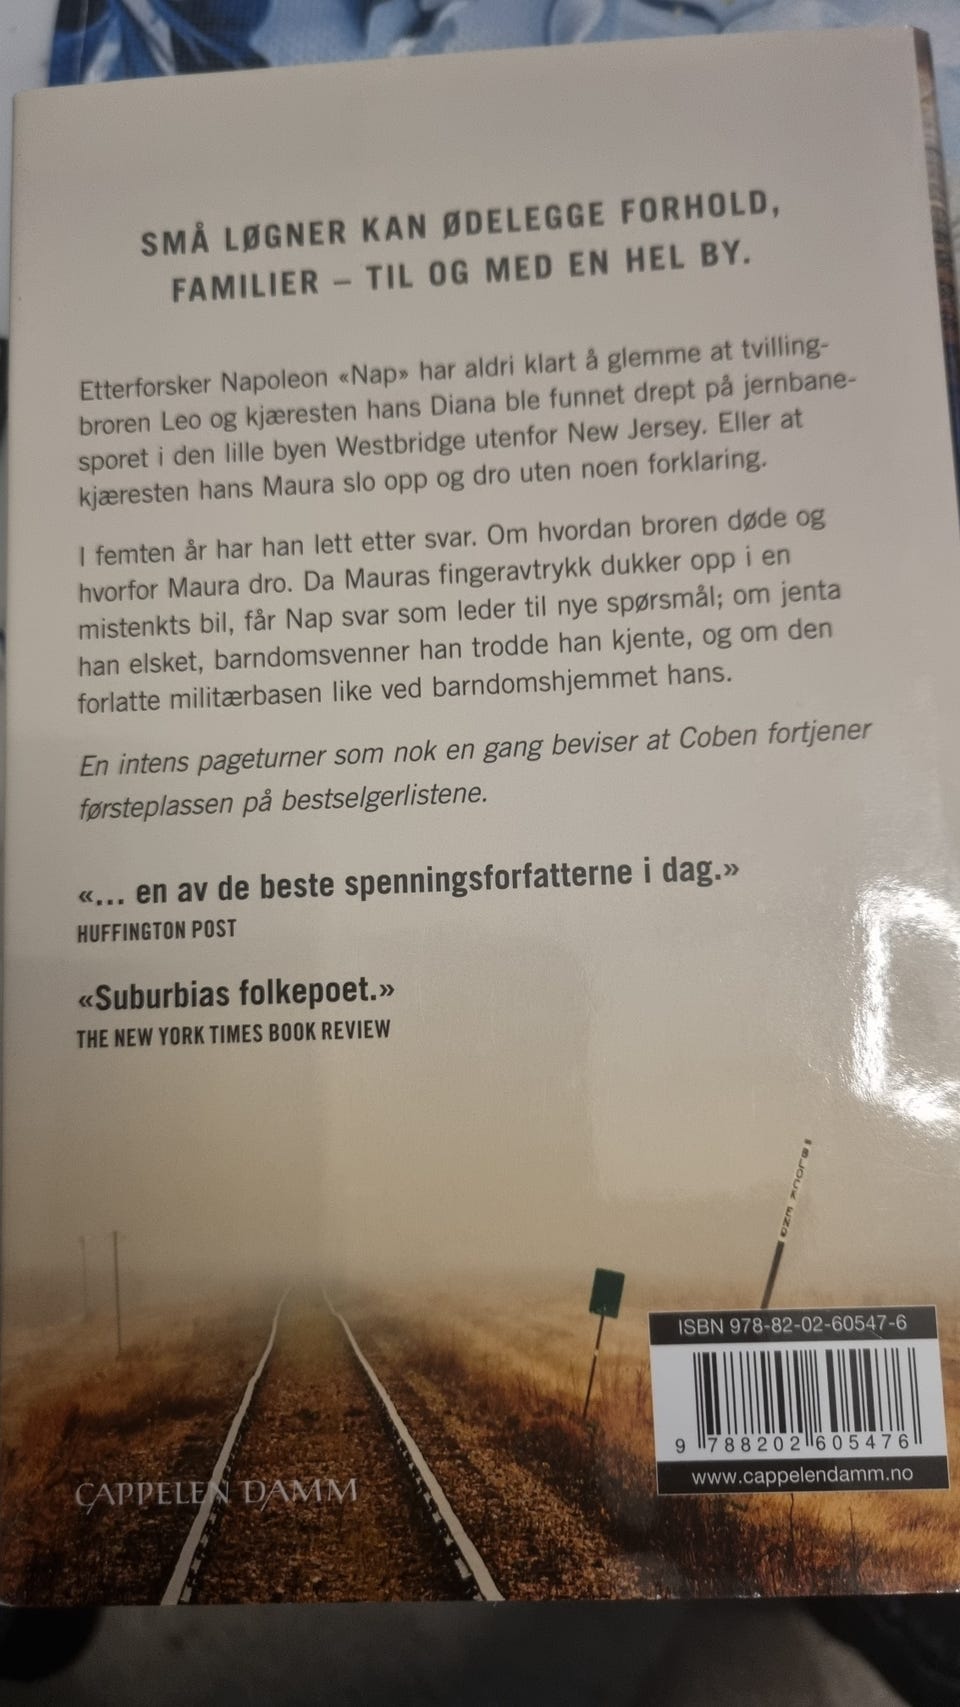 SMÅ LØGNER KAN ØDELEGGE FORHOLD,
FAMILIER – TIL OG MED EN HEL BY.
Etterforsker Napoleon «Nap» har aldri klart å glemme at tvilling-
broren Leo og kjæresten hans Diana ble funnet drept på jernbane-
sporet i den lille byen Westbridge utenfor New Jersey. Eller at
kjæresten hans Maura slo opp og dro uten noen forklaring.
I femten år har han lett etter svar. Om hvordan broren døde og
hvorfor Maura dro. Da Mauras fingeravtrykk dukker opp i en
mistenkts bil, får Nap svar som leder til nye spørsmål; om jenta
han elsket, barndomsvenner han trodde han kjente, og om den
forlatte militærbasen like ved barndomshjemmet hans.
En intens pageturner som nok en gang beviser at Coben fortjener
førsteplassen på bestselgerlistene.
«... en av de beste spenningsforfatterne i dag.»
HUFFINGTON POST
«Suburbias folkepoet.»
THE NEW YORK TIMES BOOK REVIEW
ISBN 978-82-02-60547-6
9 788202 605476
www.cappelendamm.no
CAPPELEN DAMM